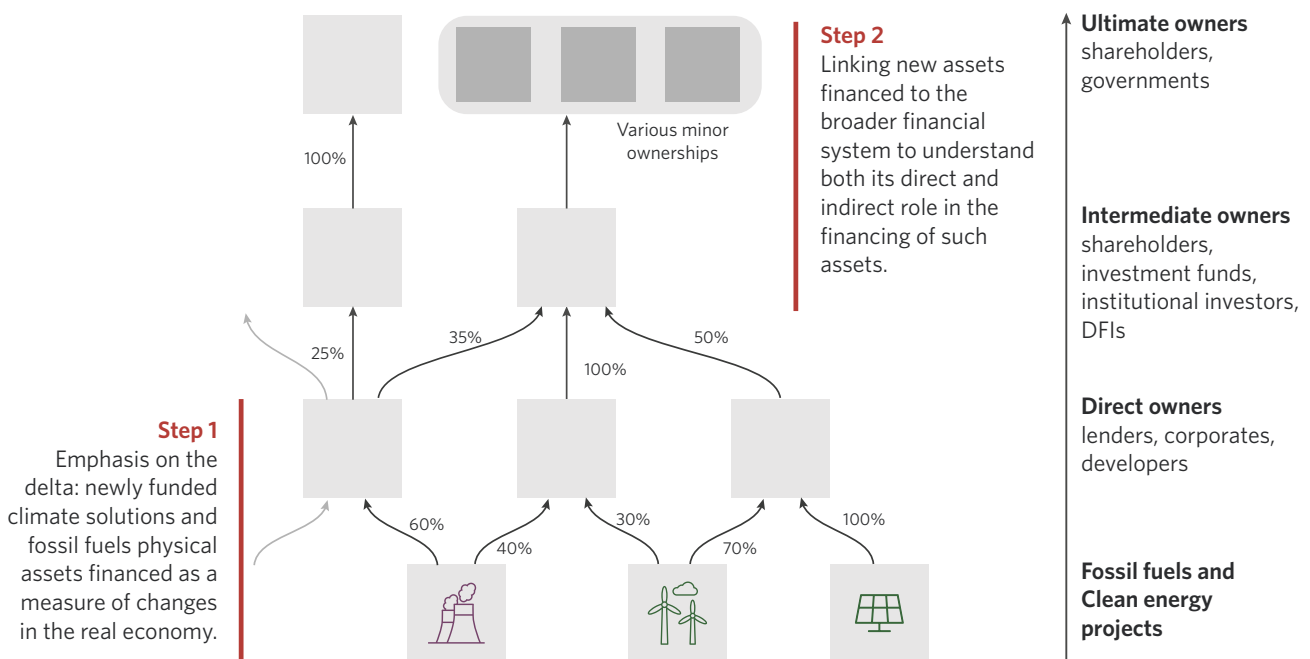 Step 2
Linking new assets
financed to the
broader financial
system to understand
both its direct and
indirect role in the
financing of such
assets.
Ultimate owners
shareholders,
governments
Various minor
ownerships
100%
Intermediate owners
shareholders,
investment funds,
institutional investors,
DFIs
25%
35%
100%
50%
Direct owners
lenders, corporates,
developers
Step 1
Emphasis on the
delta: newly funded
climate solutions and
fossil fuels physical
assets financed as a
measure of changes
in the real economy.
60%
40%
30%
70%
100%
Fossil fuels and
Clean energy
projects